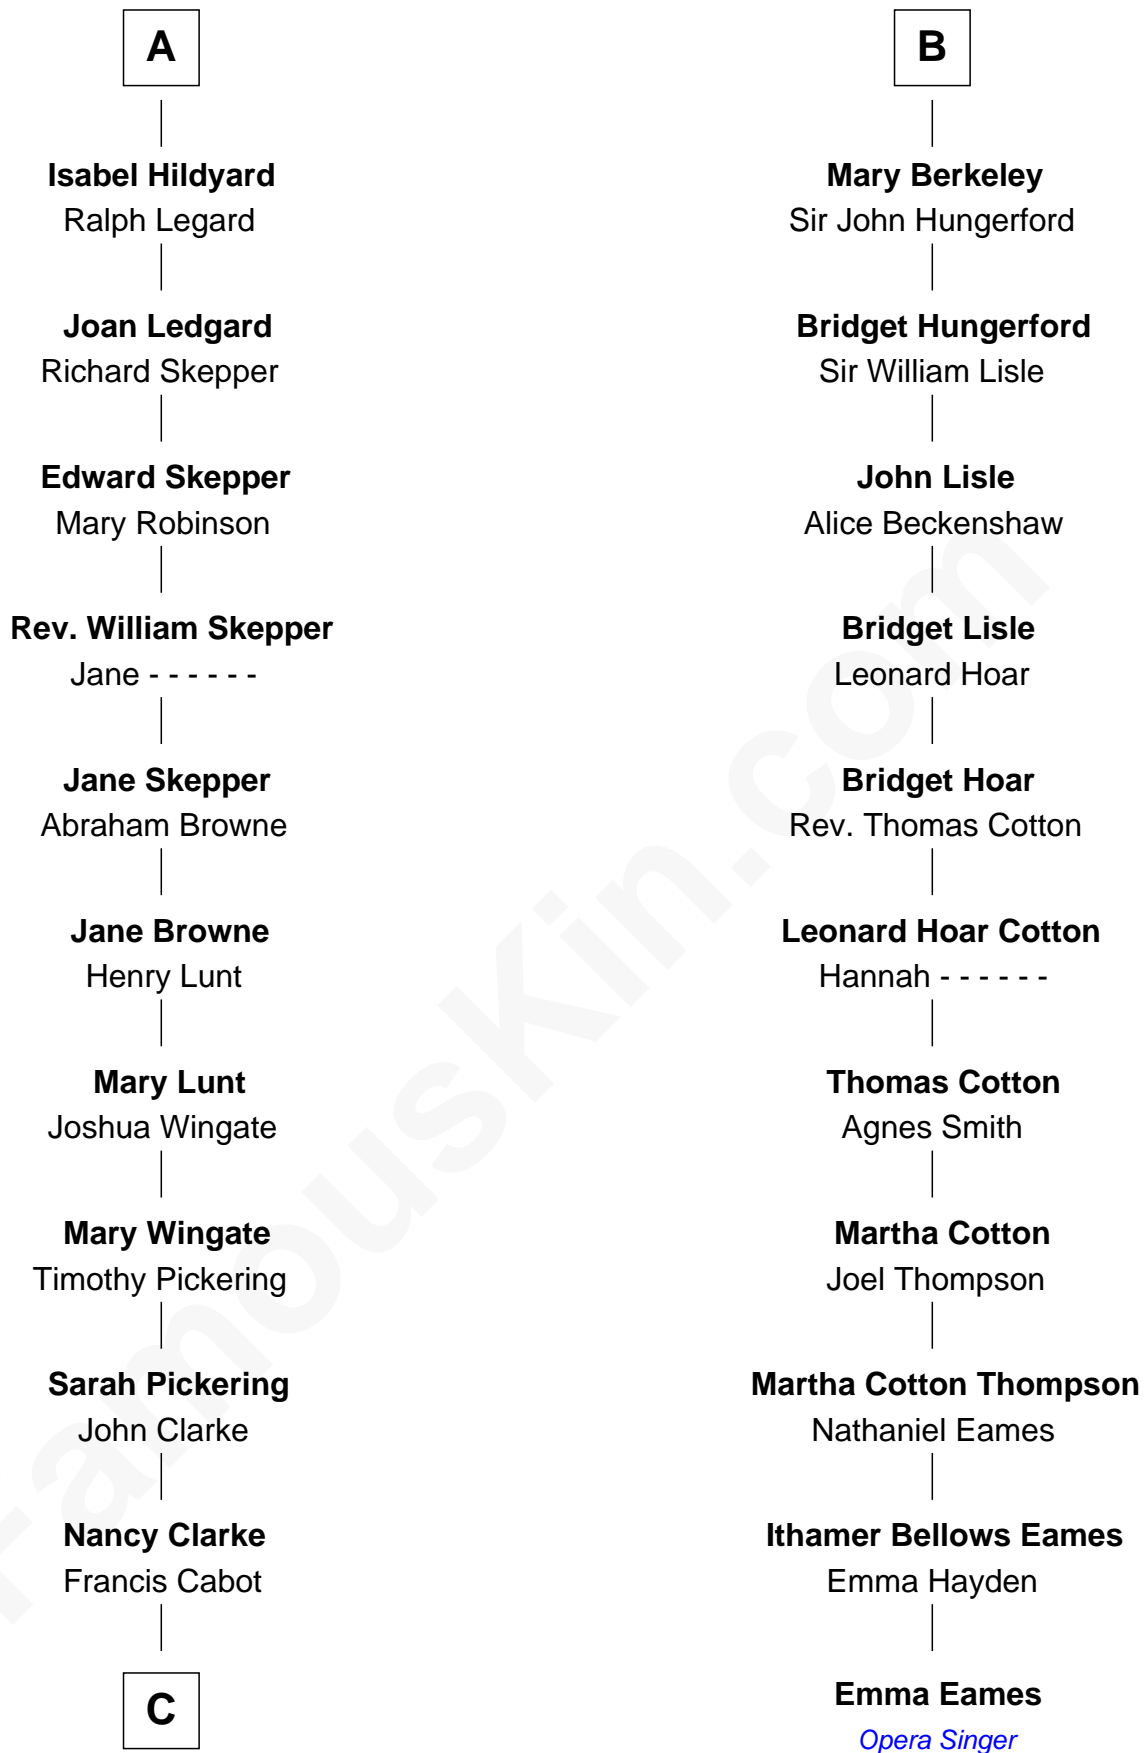 A
Isabel Hildyard
Ralph Legard
Joan Ledgard
Richard Skepper
Edward Skepper
Mary Robinson
Rev. William Skepper
Jane - - - - - -
Jane Skepper
Abraham Browne
Jane Browne
Henry Lunt
Mary Lunt
Joshua Wingate
Mary Wingate
Timothy Pickering
Sarah Pickering
John Clarke
Nancy Clarke
Francis Cabot
C
B
Mary Berkeley
Sir John Hungerford
Bridget Hungerford
Sir William Lisle
John Lisle
Alice Beckenshaw
Bridget Lisle
Leonard Hoar
Bridget Hoar
Rev. Thomas Cotton
Leonard Hoar Cotton
Hannah - - - - - -
Thomas Cotton
Agnes Smith
Martha Cotton
Joel Thompson
Martha Cotton Thompson
Nathaniel Eames
Ithamer Bellows Eames
Emma Hayden
Emma Eames
Opera Singer
FamousKin.com